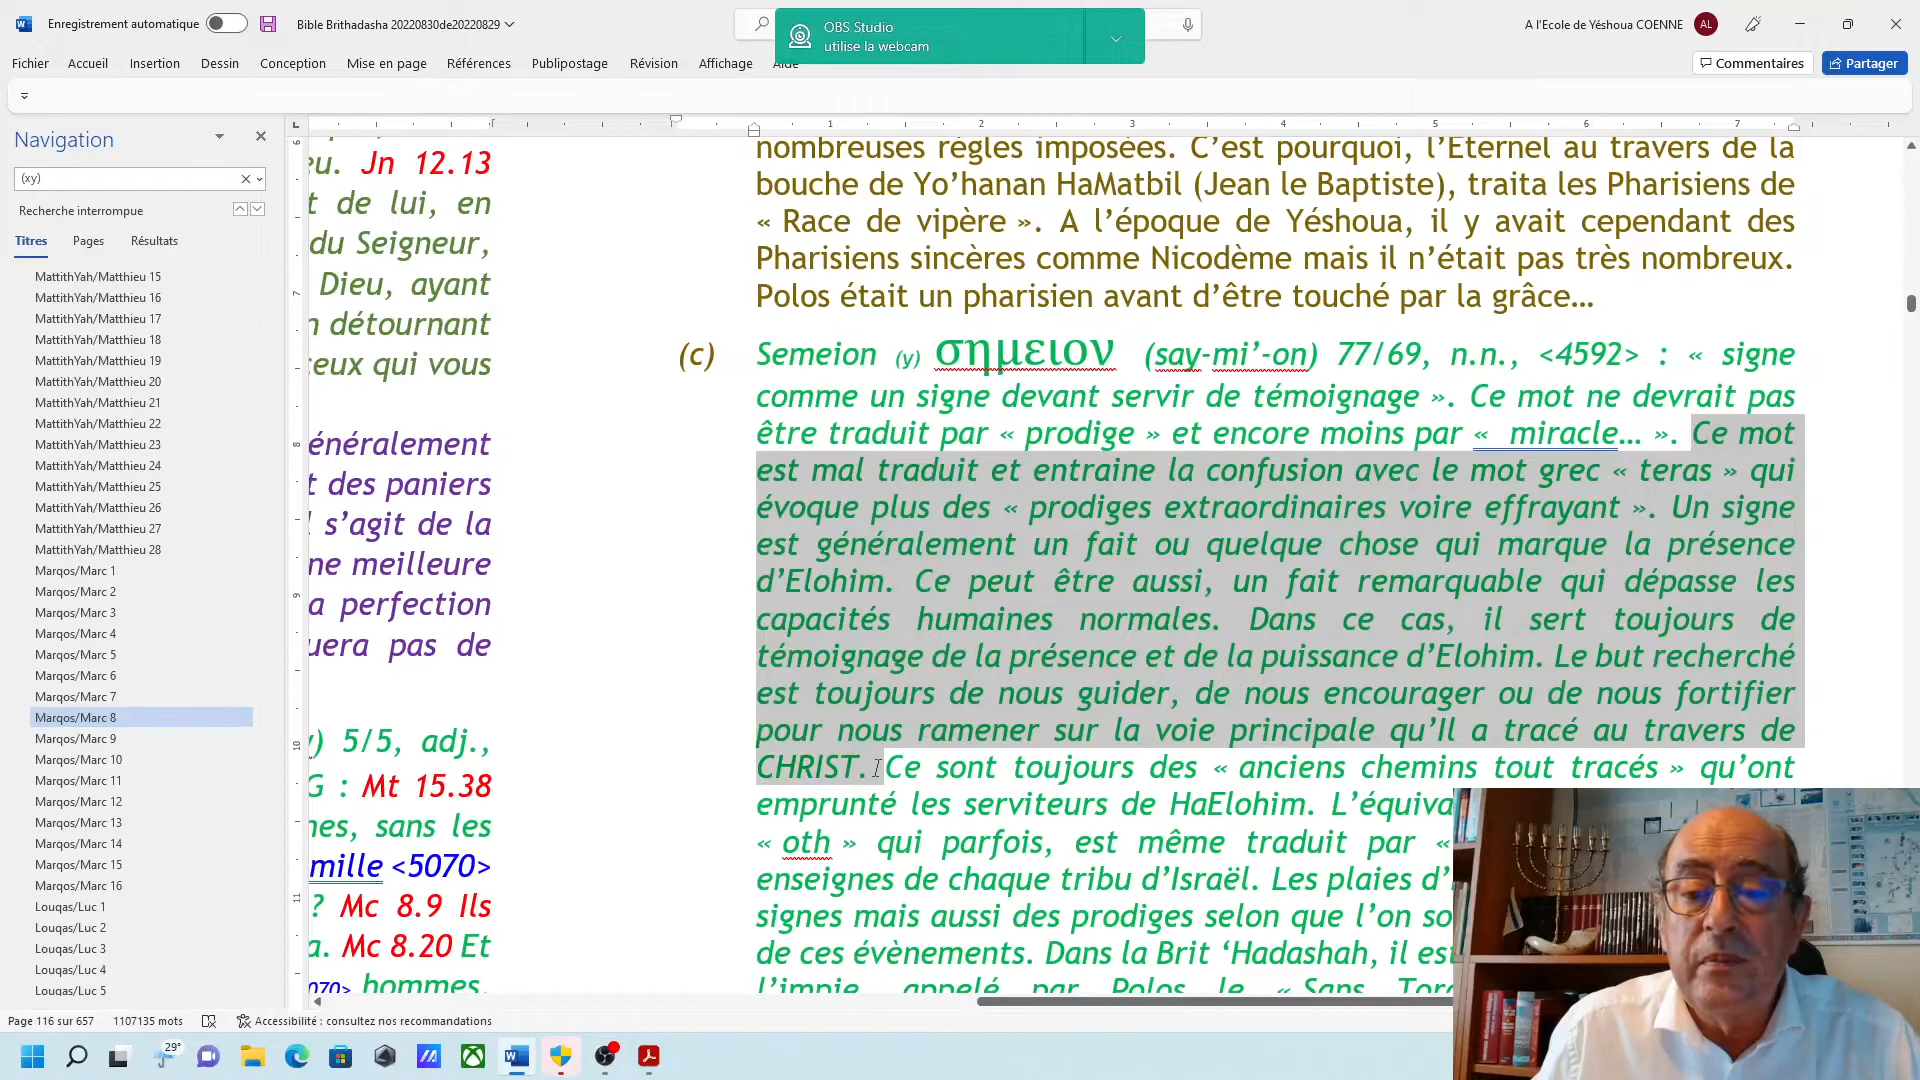 Enregistrement automatique
Bible Brithadasha 20220830de20220829
OBS Studio
utilise la webcam
A l'Ecole de Yéshoua COENNE
AL
Fichier Accueil Insertion Dessin Conception Mise en page Références Publipostage Révision Affichage Aide
Commentaires
Partager
Navigation
(xy)
Recherche interrompue
Titres Pages Résultats
MattithYah/Matthieu 15
MattithYah/Matthieu 16
MattithYah/Matthieu 17
MattithYah/Matthieu 18
MattithYah/Matthieu 19
MattithYah/Matthieu 20
MattithYah/Matthieu 21
MattithYah/Matthieu 22
MattithYah/Matthieu 23
MattithYah/Matthieu 24
MattithYah/Matthieu 25
MattithYah/Matthieu 26
MattithYah/Matthieu 27
MattithYah/Matthieu 28
Marqos/Marc 1
Marqos/Marc 2
Marqos/Marc 3
Marqos/Marc 4
Marqos/Marc 5
Marqos/Marc 6
Marqos/Marc 7
Marqos/Marc 8
Marqos/Marc 9
Marqos/Marc 10
Marqos/Marc 11
Marqos/Marc 12
Marqos/Marc 13
Marqos/Marc 14
Marqos/Marc 15
Marqos/Marc 16
Louqas/Luc 1
Louqas/Luc 2
Louqas/Luc 3
Louqas/Luc 4
Louqas/Luc 5
eu. Jn 12.13
t de lui, en
du Seigneur,
Dieu, ayant
n détournant
ceux qui vous
énéralement
t des paniers
l s’agit de la
ne meilleure
a perfection
uera pas de
) 5/5, adj.,
G : Mt 15.38
nes, sans les
mille <5070>
? Mc 8.9 Ils
a. Mc 8.20 Et
070> hommes,
nombreuses règles imposées. C’est pourquoi, l’Eternel au travers de la
bouche de Yo’hanan HaMatbil (Jean le Baptiste), traita les Pharisiens de
« Race de vipère ». A l’époque de Yéshoua, il y avait cependant des
Pharisiens sincères comme Nicodème mais il n’était pas très nombreux.
Polos était un pharisien avant d’être touché par la grâce…
(c) Semeion (y) σημειον (say-mi’-on) 77/69, n.n., <4592> : « signe
comme un signe devant servir de témoignage ». Ce mot ne devrait pas
être traduit par « prodige » et encore moins par « miracle… ». Ce mot
est mal traduit et entraine la confusion avec le mot grec « teras » qui
évoque plus des « prodiges extraordinaires voire effrayant ». Un signe
est généralement un fait ou quelque chose qui marque la présence
d’Elohim. Ce peut être aussi, un fait remarquable qui dépasse les
capacités humaines normales. Dans ce cas, il sert toujours de
témoignage de la présence et de la puissance d’Elohim. Le but recherché
est toujours de nous guider, de nous encourager ou de nous fortifier
pour nous ramener sur la voie principale qu’Il a tracé au travers de
CHRIST. Ce sont toujours des « anciens chemins tout tracés » qu’ont
emprunté les serviteurs de HaElohim. L’équiva
« oth » qui parfois, est même traduit par «
enseignes de chaque tribu d’Israël. Les plaies d’
signes mais aussi des prodiges selon que l’on so
de ces évènements. Dans la Brit ‘Hadashah, il es
l’impie, appelé par Polos le « Sans Tora
Page 116 sur 657 1107135 mots Accessibilité : consultez nos recommandations
29°